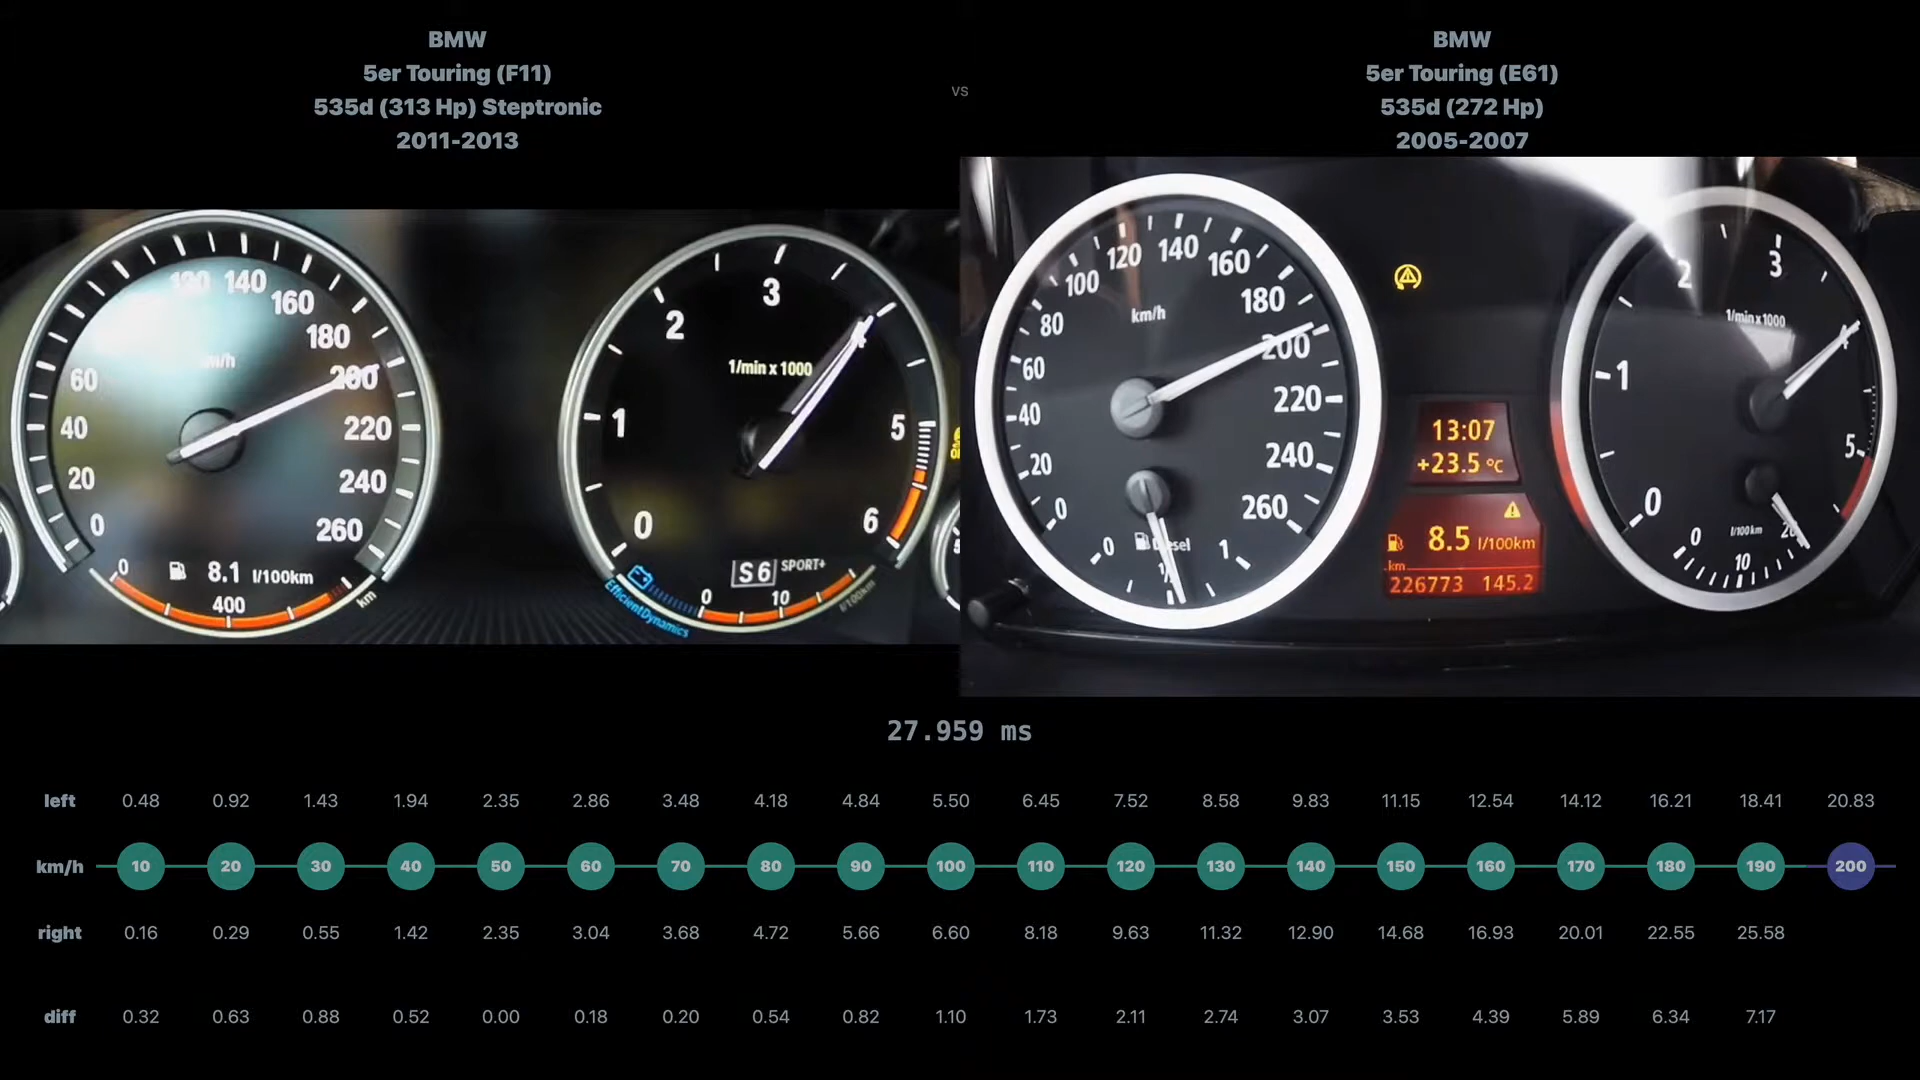 BMW
5er Touring (F11)
535d (313 Hp) Steptronic
2011-2013
vs
BMW
5er Touring (E61)
535d (272 Hp)
2005-2007
0
20
40
60
120
140
160
180
200
220
240
260
8.1 l/100km
0
400
km
0
1
2
3
4
5
6
1/min x 1000
S 6 SPORT+
EfficientDynamics
0
10
l/100km
0
20
40
60
80
100
120
140
160
180
200
220
240
260
km/h
0
1
13:07
+23.5 °C
8.5 l/100km
km
226773 145.2
0
1
2
3
4
5
1/min x 1000
l/100km
0
10
27.959 ms
left 0.48 0.92 1.43 1.94 2.35 2.86 3.48 4.18 4.84 5.50 6.45 7.52 8.58 9.83 11.15 12.54 14.12 16.21 18.41 20.83
km/h 10 20 30 40 50 60 70 80 90 100 110 120 130 140 150 160 170 180 190 200
right 0.16 0.29 0.55 1.42 2.35 3.04 3.68 4.72 5.66 6.60 8.18 9.63 11.32 12.90 14.68 16.93 20.01 22.55 25.58
diff 0.32 0.63 0.88 0.52 0.00 0.18 0.20 0.54 0.82 1.10 1.73 2.11 2.74 3.07 3.53 4.39 5.89 6.34 7.17